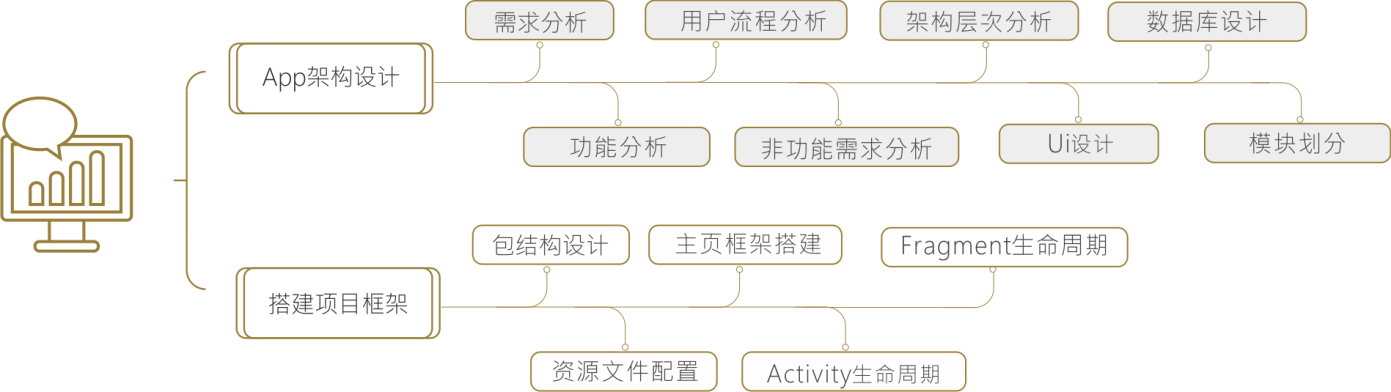 App架构设计
需求分析
用户流程分析
架构层次分析
数据库设计
功能分析
非功能需求分析
Ui设计
模块划分
搭建项目框架
包结构设计
主页框架搭建
Fragment生命周期
资源文件配置
Activity生命周期